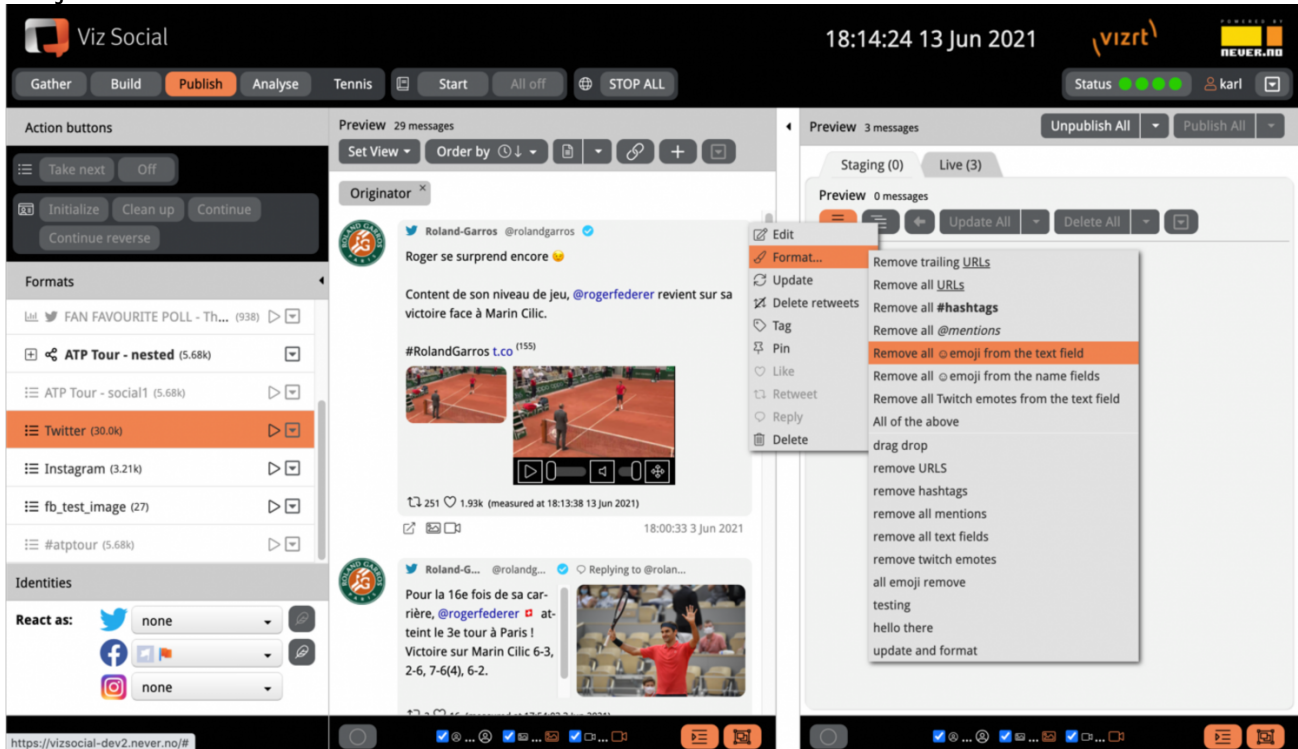 Viz Social
18:14:24 13 Jun 2021
vizrt
POWERED BY
NEVER.NO
Gather Build Publish Analyse Tennis Start All off STOP ALL
Status karl
Action buttons
Take next Off
Initialize Clean up Continue
Continue reverse
Formats
FAN FAVOURITE POLL - Th... (938)
ATP Tour - nested (5.68k)
ATP Tour - social1 (5.68k)
Twitter (30.0k)
Instagram (3.21k)
fb_test_image (27)
#atptour (5.68k)
Identities
React as: none
none
https://vizsocial-dev2.never.no/#
Preview 29 messages
Set View Order by
Originator ×
Roland-Garros @rolandgarros
Roger se surprend encore 😉
Content de son niveau de jeu, @rogerfederer revient sur sa
victoire face à Marin Cilic.
#RolandGarros t.co (155)
251 1.93k (measured at 18:13:38 13 Jun 2021)
18:00:33 3 Jun 2021
Roland-G... @rolandg... Replying to @rolan...
Pour la 16e fois de sa car-
rière, @rogerfederer 🇨🇭 at-
teint le 3e tour à Paris !
Victoire sur Marin Cilic 6-3,
2-6, 7-6(4), 6-2.
Edit
Format...
Update
Delete retweets
Tag
Pin
Like
Retweet
Reply
Delete
Remove trailing URLs
Remove all URLs
Remove all #hashtags
Remove all @mentions
Remove all ☺emoji from the text field
Remove all ☺emoji from the name fields
Remove all Twitch emotes from the text field
All of the above
drag drop
remove URLS
remove hashtags
remove all mentions
remove all text fields
remove twitch emotes
all emoji remove
testing
hello there
update and format
Preview 3 messages
Unpublish All Publish All
Staging (0) Live (3)
Preview 0 messages
Update All Delete All